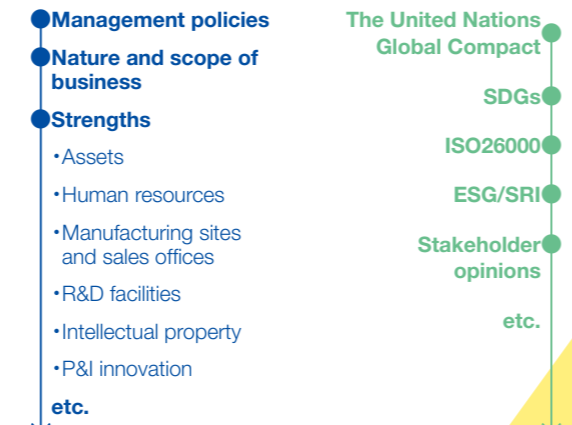 Management policies
Nature and scope of
business
Strengths
・Assets
・Human resources
・Manufacturing sites
and sales offices
・R&D facilities
・Intellectual property
・P&I innovation
etc.
The United Nations
Global Compact
SDGs
ISO26000
ESG/SRI
Stakeholder
opinions
etc.